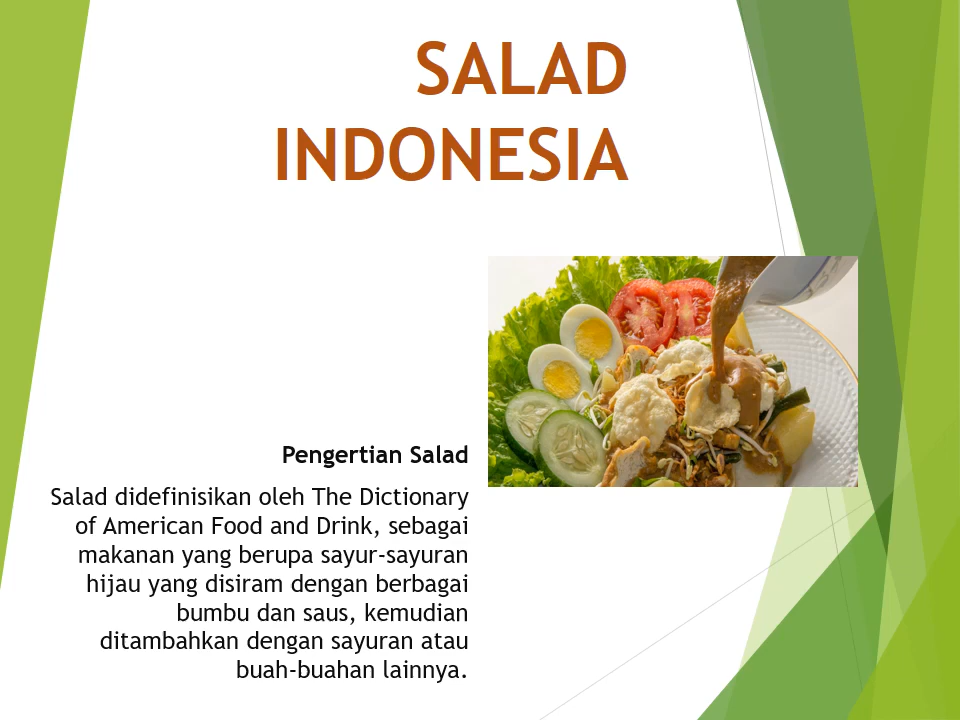 SALAD
INDONESIA
Pengertian Salad
Salad didefinisikan oleh The Dictionary
of American Food and Drink, sebagai
makanan yang berupa sayur-sayuran
hijau yang disiram dengan berbagai
bumbu dan saus, kemudian
ditambahkan dengan sayuran atau
buah-buahan lainnya.